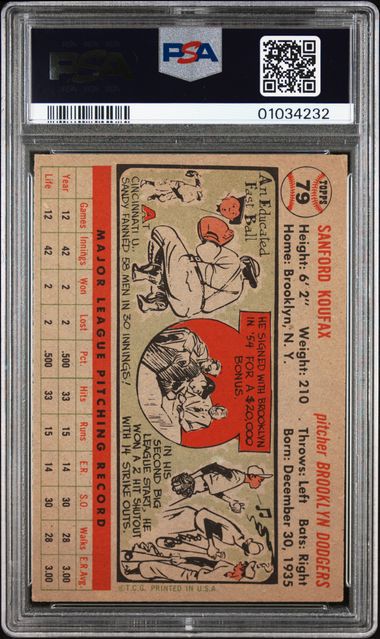 PSA
PSA
01034232
TOPPS
79
SANFORD KOUFAX
pitcher BROOKLYN DODGERS
Height: 6' 2" Weight: 210 Throws: Left Bats: Right
Home: Brooklyn, N. Y. Born: December 30, 1935
An Educated
Fast Ball
AT
CINCINNATI U.
SANDY FANNED 58 MEN IN 30 INNINGS!
HE SIGNED WITH BROOKLYN
IN '54 FOR A $20,000
BONUS.
IN HIS
SECOND BIG
LEAGUE START, HE
WON A 2 HIT SHUTOUT
WITH 14 STRIKE OUTS.
MAJOR LEAGUE PITCHING RECORD
Year Games Innings Won Lost Pct. Hits Runs E.R. S.O. Walks E.R.Avg
Year 12 42 2 2 .500 33 15 14 30 28 3.00
Life 12 42 2 2 .500 33 15 14 30 28 3.00
©T.C.G. PRINTED IN U.S.A.